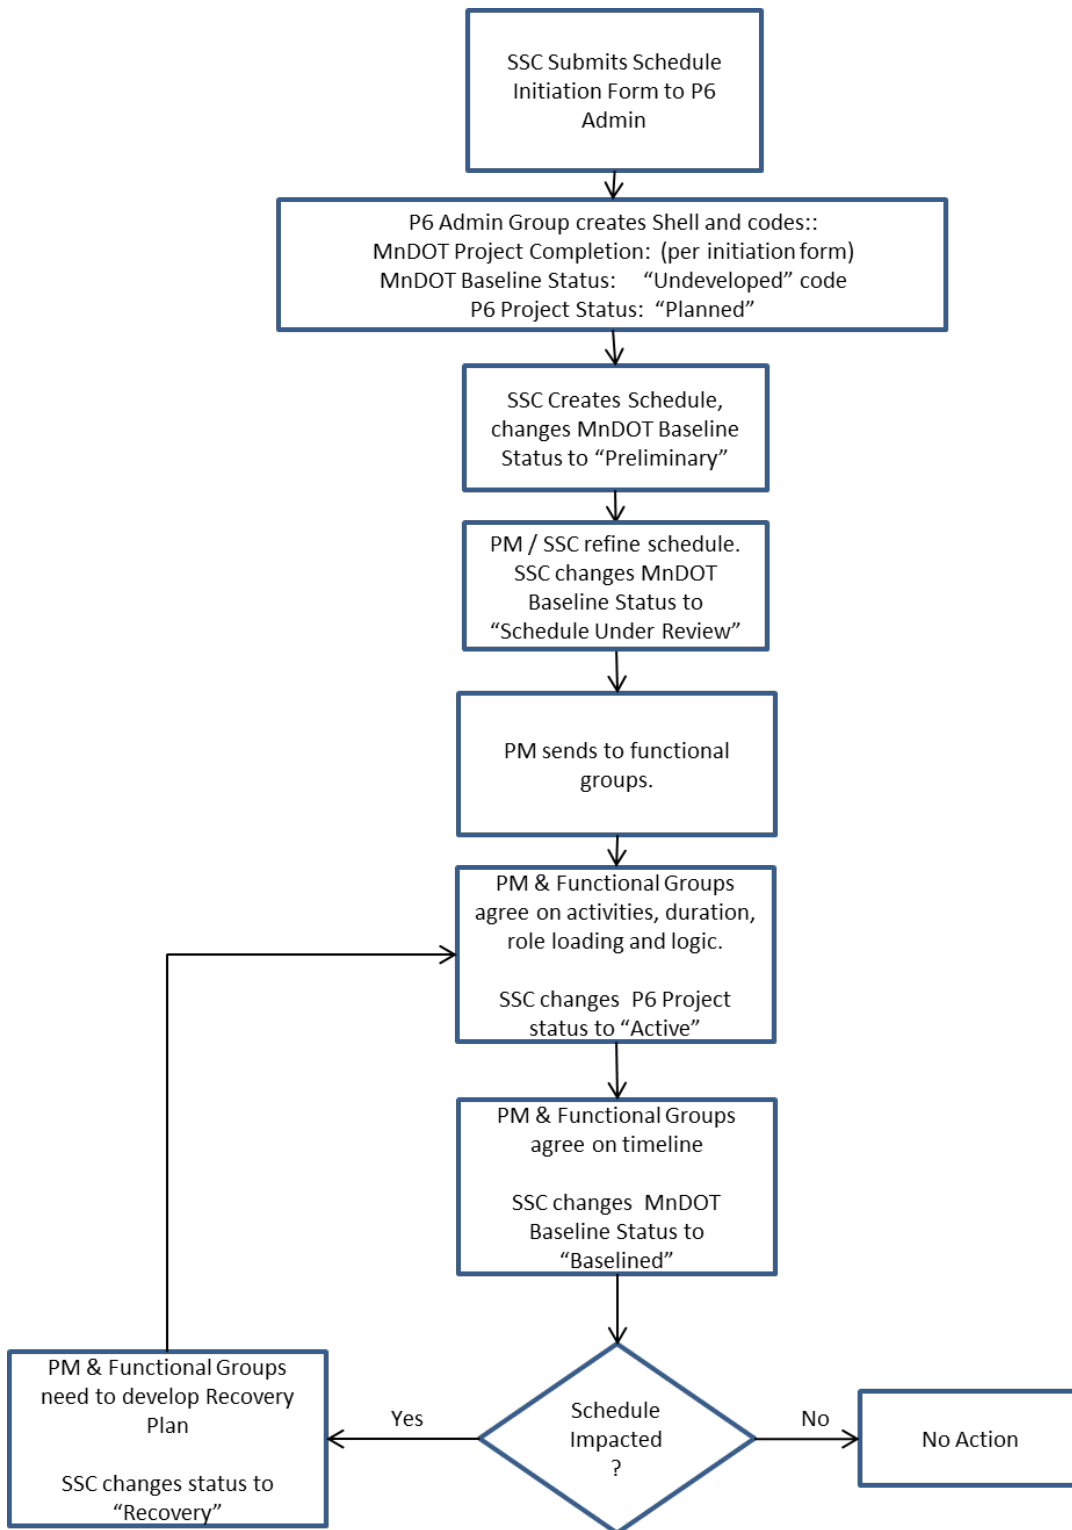 SSC Submits Schedule
Initiation Form to P6
Admin
P6 Admin Group creates Shell and codes::
MnDOT Project Completion: (per initiation form)
MnDOT Baseline Status: “Undeveloped” code
P6 Project Status: “Planned”
SSC Creates Schedule,
changes MnDOT Baseline
Status to “Preliminary”
PM / SSC refine schedule.
SSC changes MnDOT
Baseline Status to
“Schedule Under Review”
PM sends to functional
groups.
PM & Functional Groups
agree on activities, duration,
role loading and logic.
SSC changes P6 Project
status to “Active”
PM & Functional Groups
agree on timeline
SSC changes MnDOT
Baseline Status to
“Baselined”
Schedule
Impacted
?
Yes
No
PM & Functional Groups
need to develop Recovery
Plan
SSC changes status to
“Recovery”
No Action